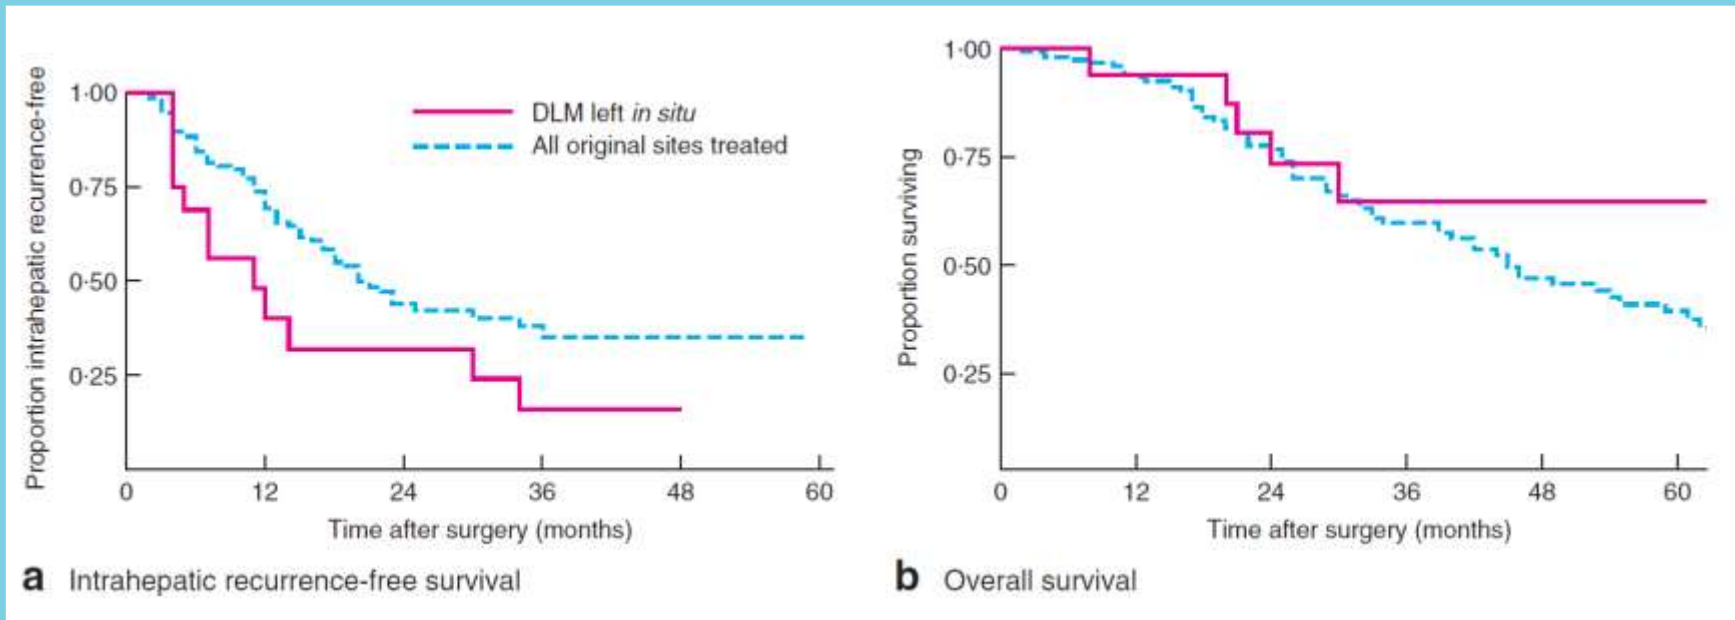 Proportion intrahepatic recurrence-free
1·00
0·75
0·50
0·25
0 12 24 36 48 60
Time after surgery (months)
DLM left in situ
All original sites treated
a Intrahepatic recurrence-free survival
Proportion surviving
1·00
0·75
0·50
0·25
0 12 24 36 48 60
Time after surgery (months)
b Overall survival